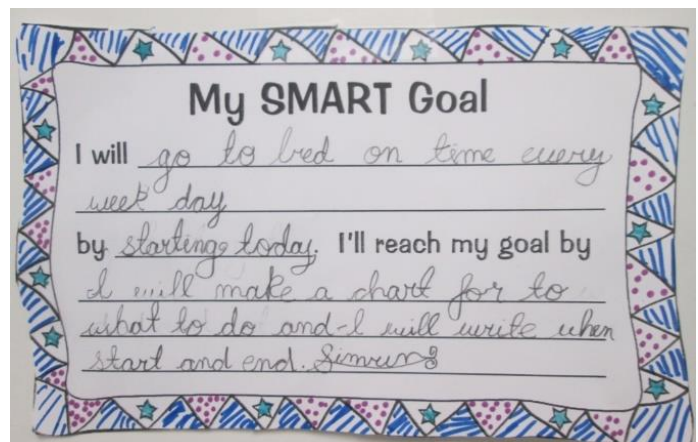 My SMART Goal
I will go to bed on time every
week day
by starting today. I'll reach my goal by
I will make a chart for to
what to do and I will write when
start and end. Simrun